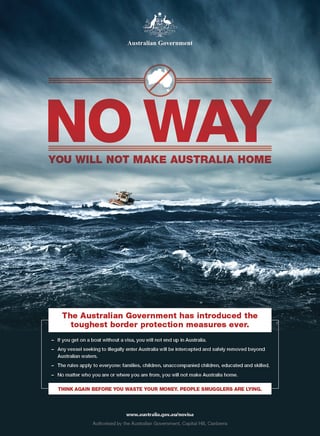 Australian Government
NO WAY
YOU WILL NOT MAKE AUSTRALIA HOME
The Australian Government has introduced the
toughest border protection measures ever.
– If you get on a boat without a visa, you will not end up in Australia.
– Any vessel seeking to illegally enter Australia will be intercepted and safely removed beyond
Australian waters.
– The rules apply to everyone: families, children, unaccompanied children, educated and skilled.
– No matter who you are or where you are from, you will not make Australia home.
THINK AGAIN BEFORE YOU WASTE YOUR MONEY. PEOPLE SMUGGLERS ARE LYING.
www.australia.gov.au/novisa
Authorised by the Australian Government, Capital Hill, Canberra